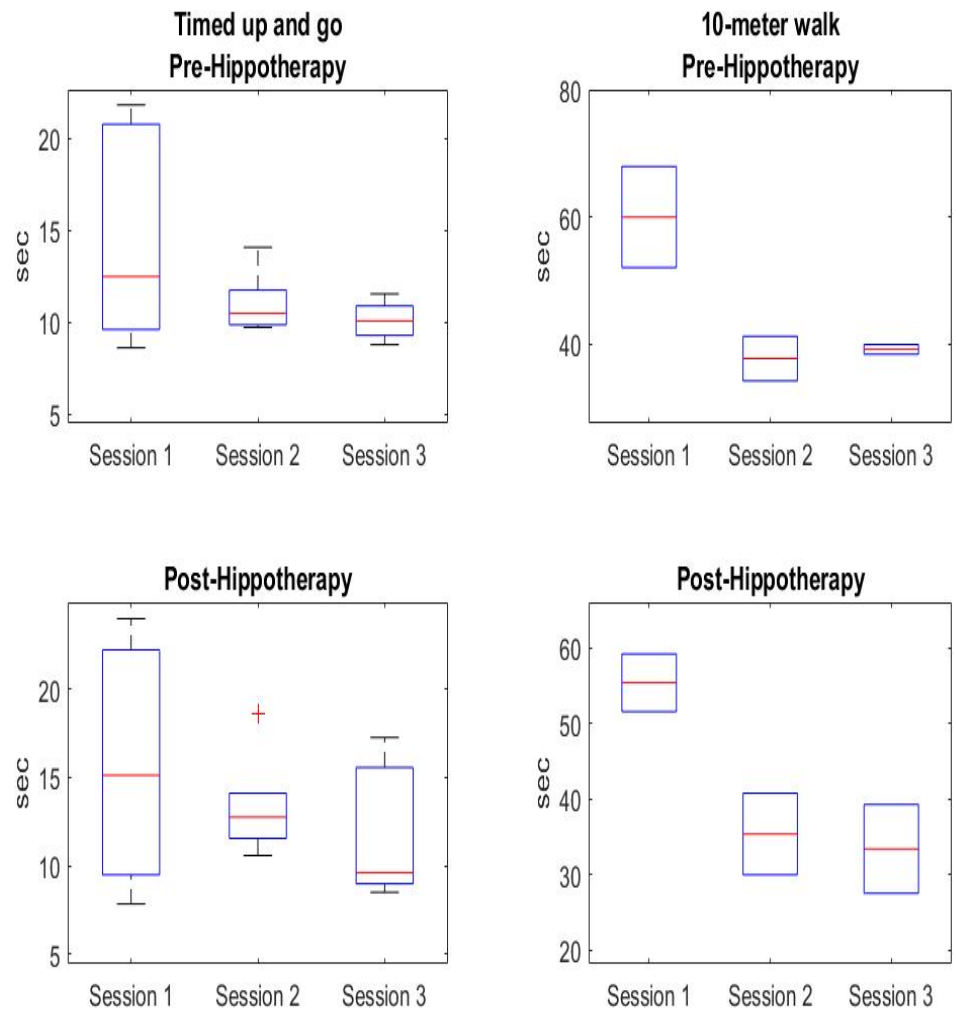 Timed up and go
Pre-Hippotherapy
sec
20
15
10
5
Session 1 Session 2 Session 3
10-meter walk
Pre-Hippotherapy
sec
80
60
40
Session 1 Session 2 Session 3
Post-Hippotherapy
sec
20
15
10
5
Session 1 Session 2 Session 3
Post-Hippotherapy
sec
60
50
40
30
20
Session 1 Session 2 Session 3